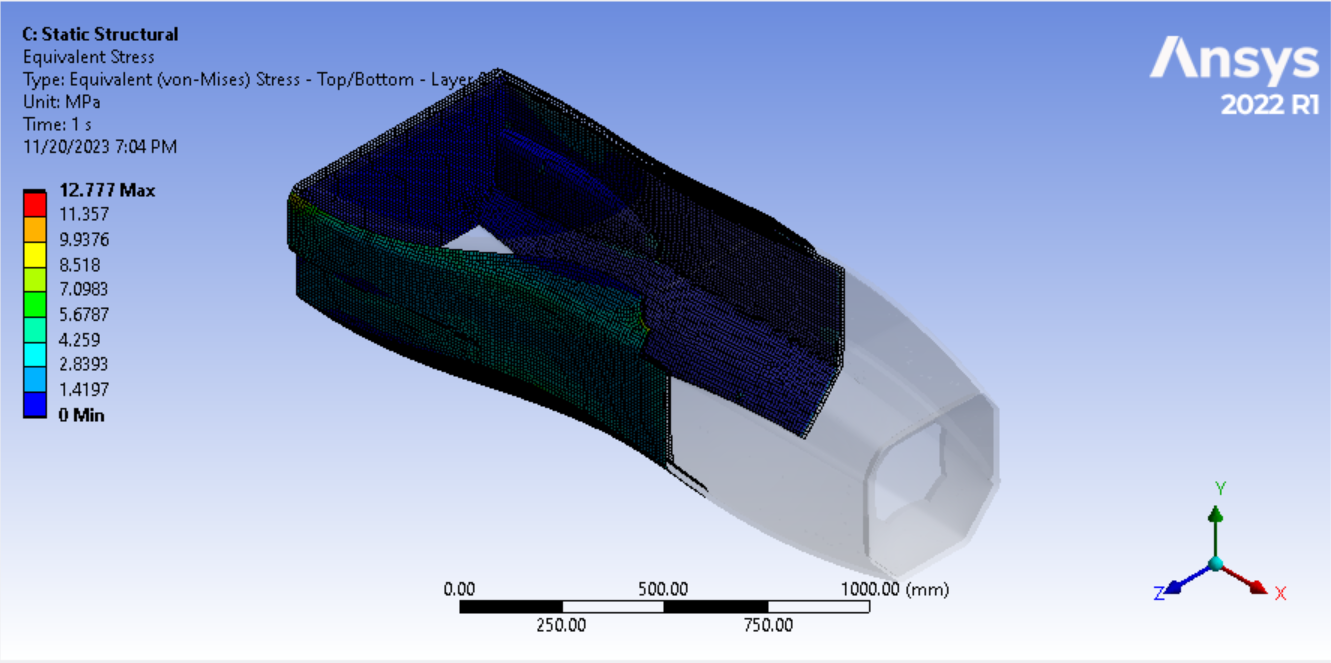 C: Static Structural
Equivalent Stress
Type: Equivalent (von-Mises) Stress - Top/Bottom - Layer
Unit: MPa
Time: 1 s
11/20/2023 7:04 PM
12.777 Max
11.357
9.9376
8.518
7.0983
5.6787
4.259
2.8393
1.4197
0 Min
Ansys
2022 R1
0.00 500.00 1000.00 (mm)
250.00 750.00
Y
Z X